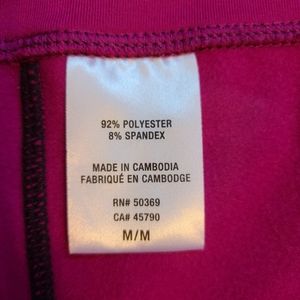 92% POLYESTER
8% SPANDEX
MADE IN CAMBODIA
FABRIQUÉ EN CAMBODGE
RN# 50369
CA# 45790
M/M